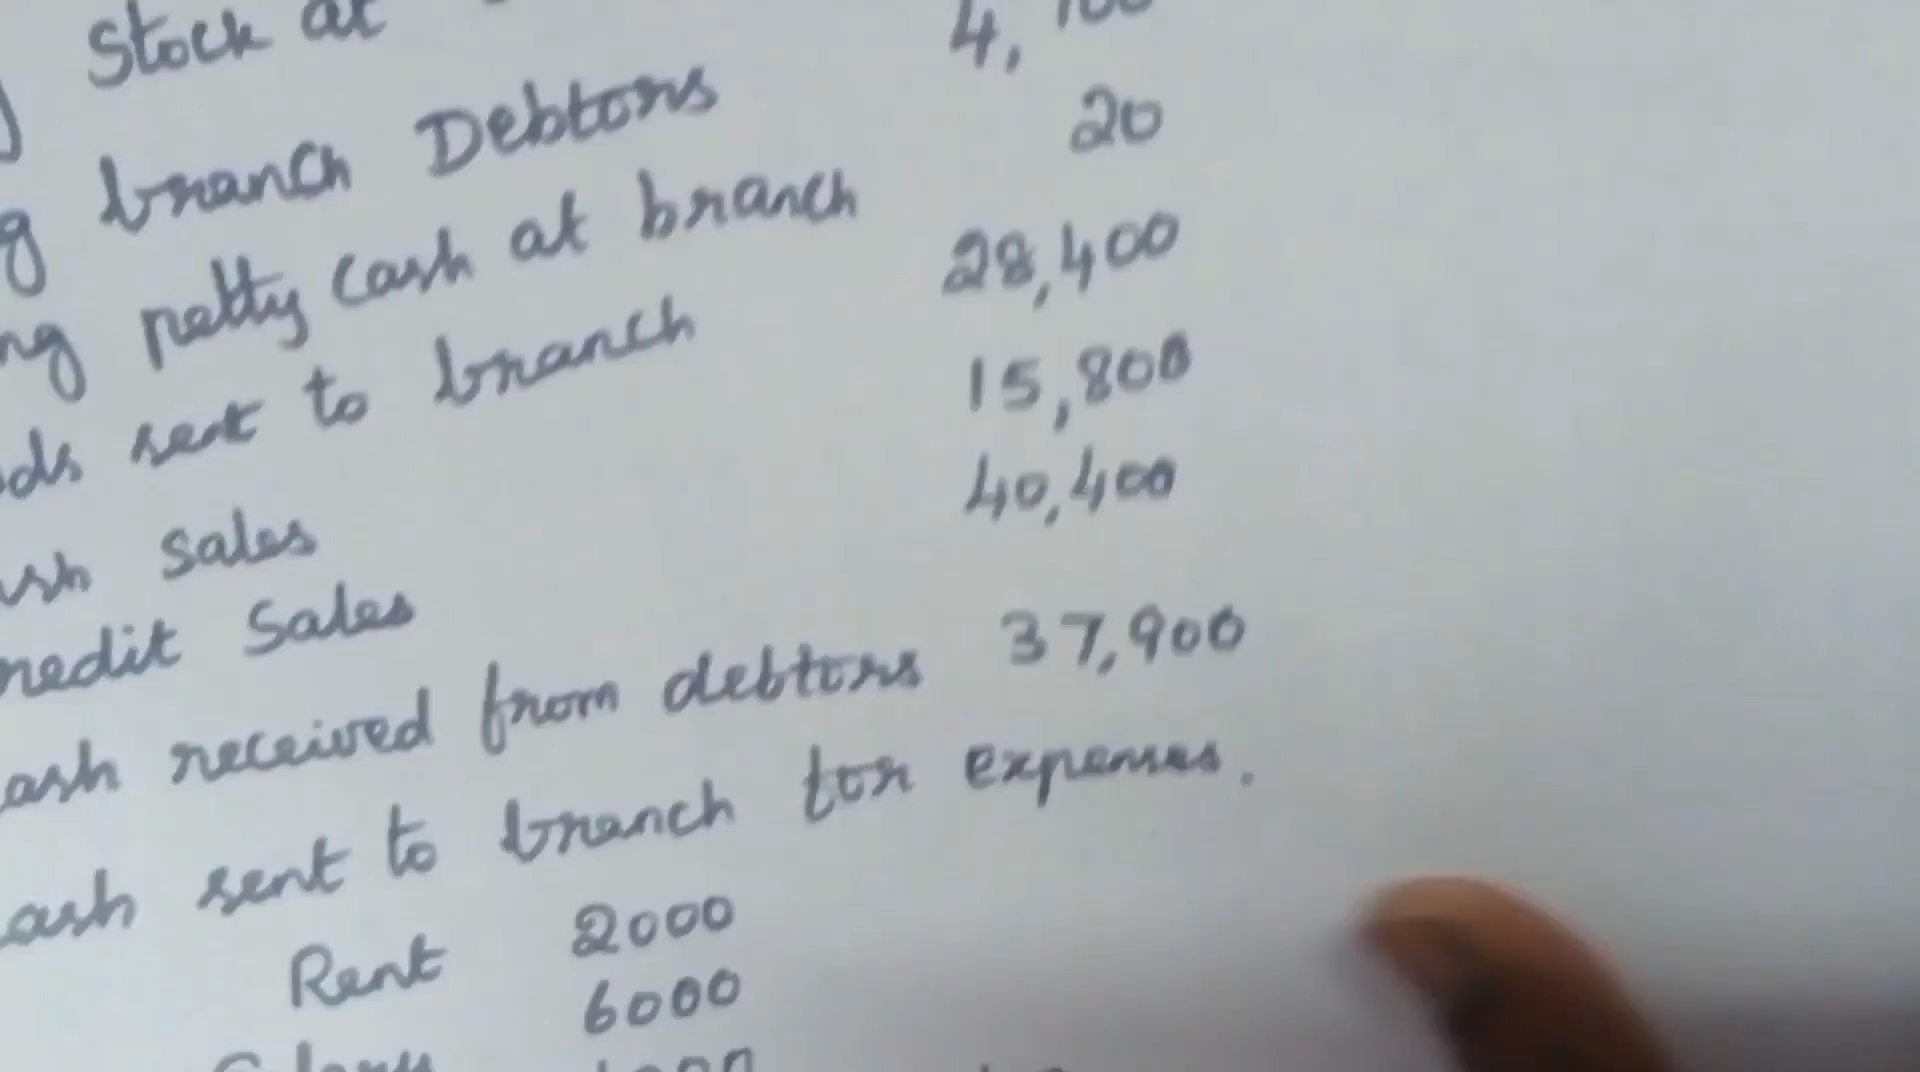 Stock at
branch Debtors 4,100
petty cash at branch 20
sent to branch 28,400
sales 15,800
Sales 40,400
received from debtors 37,900
sent to branch for expenses.
Rent 2000
6000